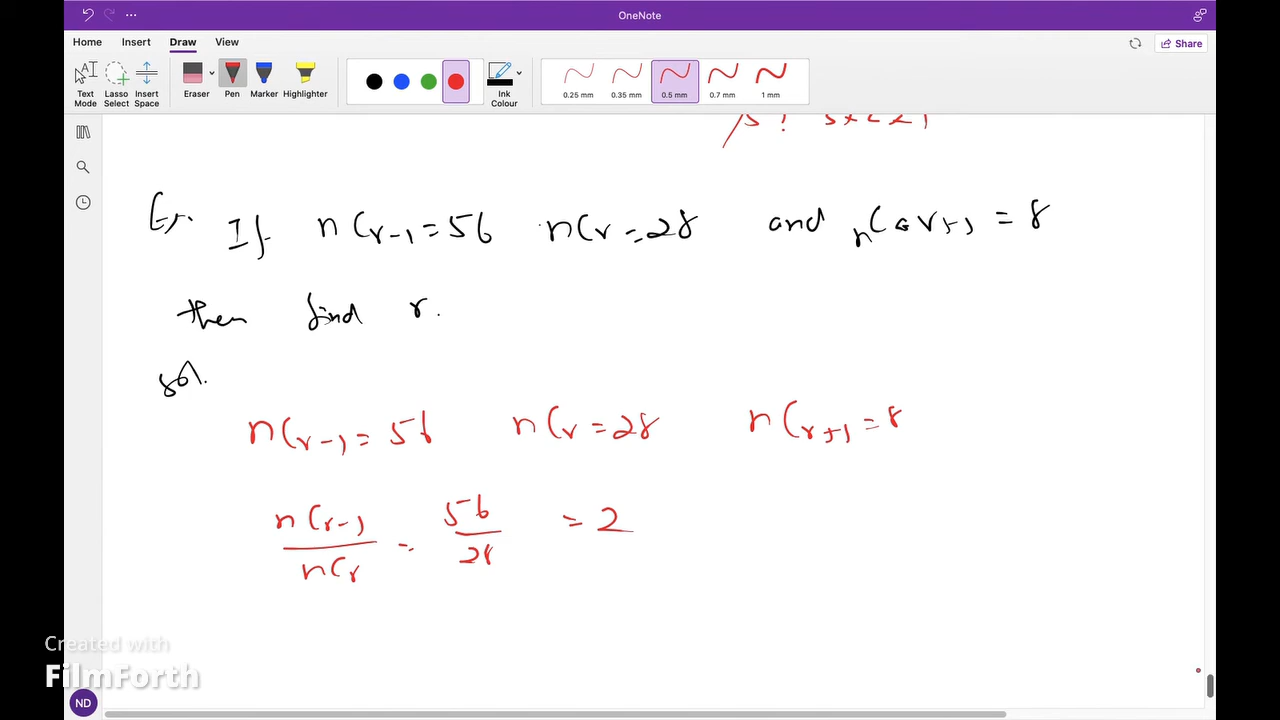 OneNote
Home Insert Draw View
Share
Text Mode Lasso Select Insert Space Eraser Pen Marker Highlighter Ink Colour 0.25 mm 0.35 mm 0.5 mm 0.7 mm 1 mm
Ex. If nCr-1 = 56 nCr = 28 and nCr+1 = 8
then find r.
sol.
nCr-1 = 56 nCr = 28 nCr+1 = 8
nCr-1 / nCr = 56 / 28 = 2
Created with
FilmForth
ND